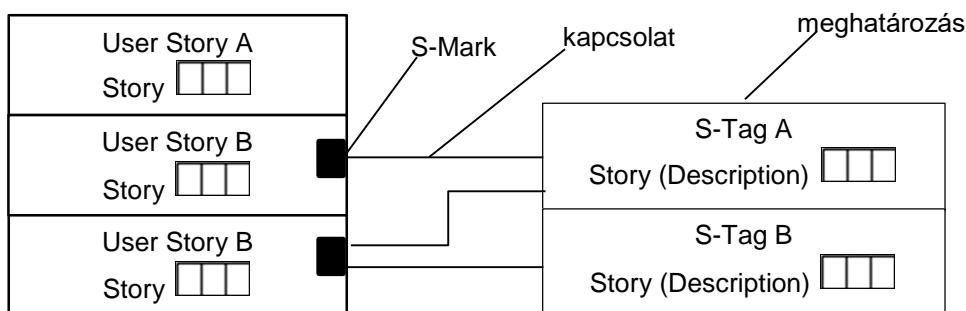 User Story A
Story
User Story B
Story
User Story B
Story
S-Mark
kapcsolat
meghatározás
S-Tag A
Story (Description)
S-Tag B
Story (Description)